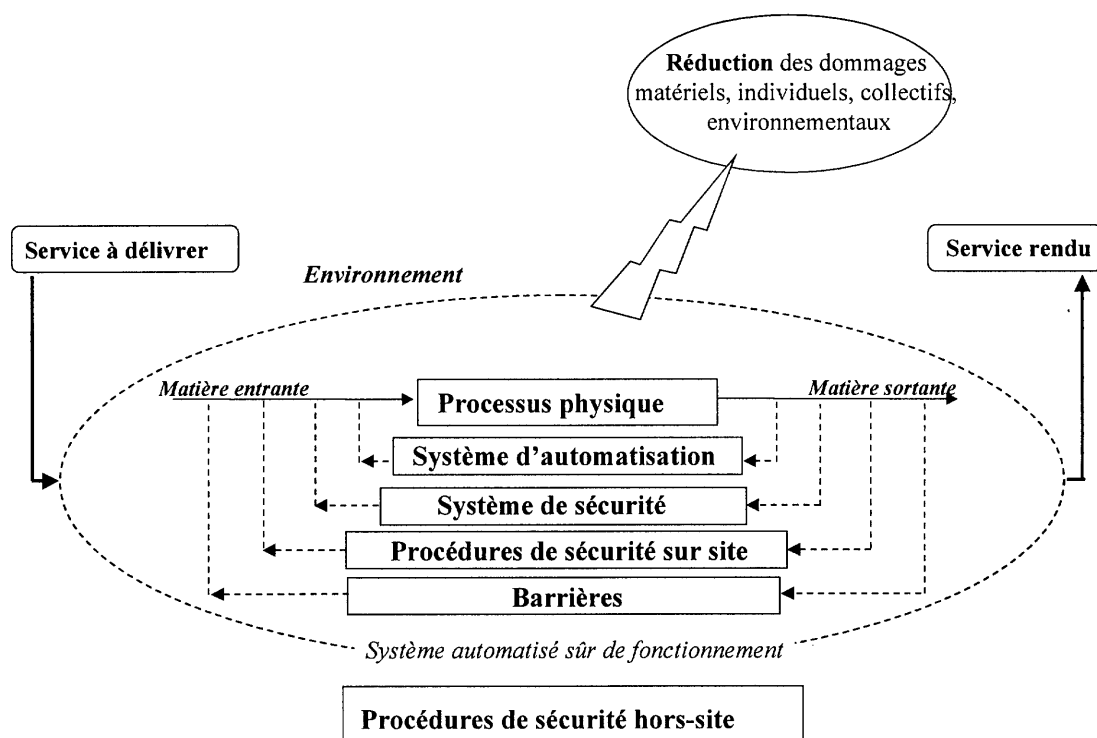 Réduction des dommages
matériels, individuels, collectifs,
environnementaux
Service à délivrer
Service rendu
Environnement
Matière entrante
Processus physique
Matière sortante
Système d'automatisation
Système de sécurité
Procédures de sécurité sur site
Barrières
Système automatisé sûr de fonctionnement
Procédures de sécurité hors-site